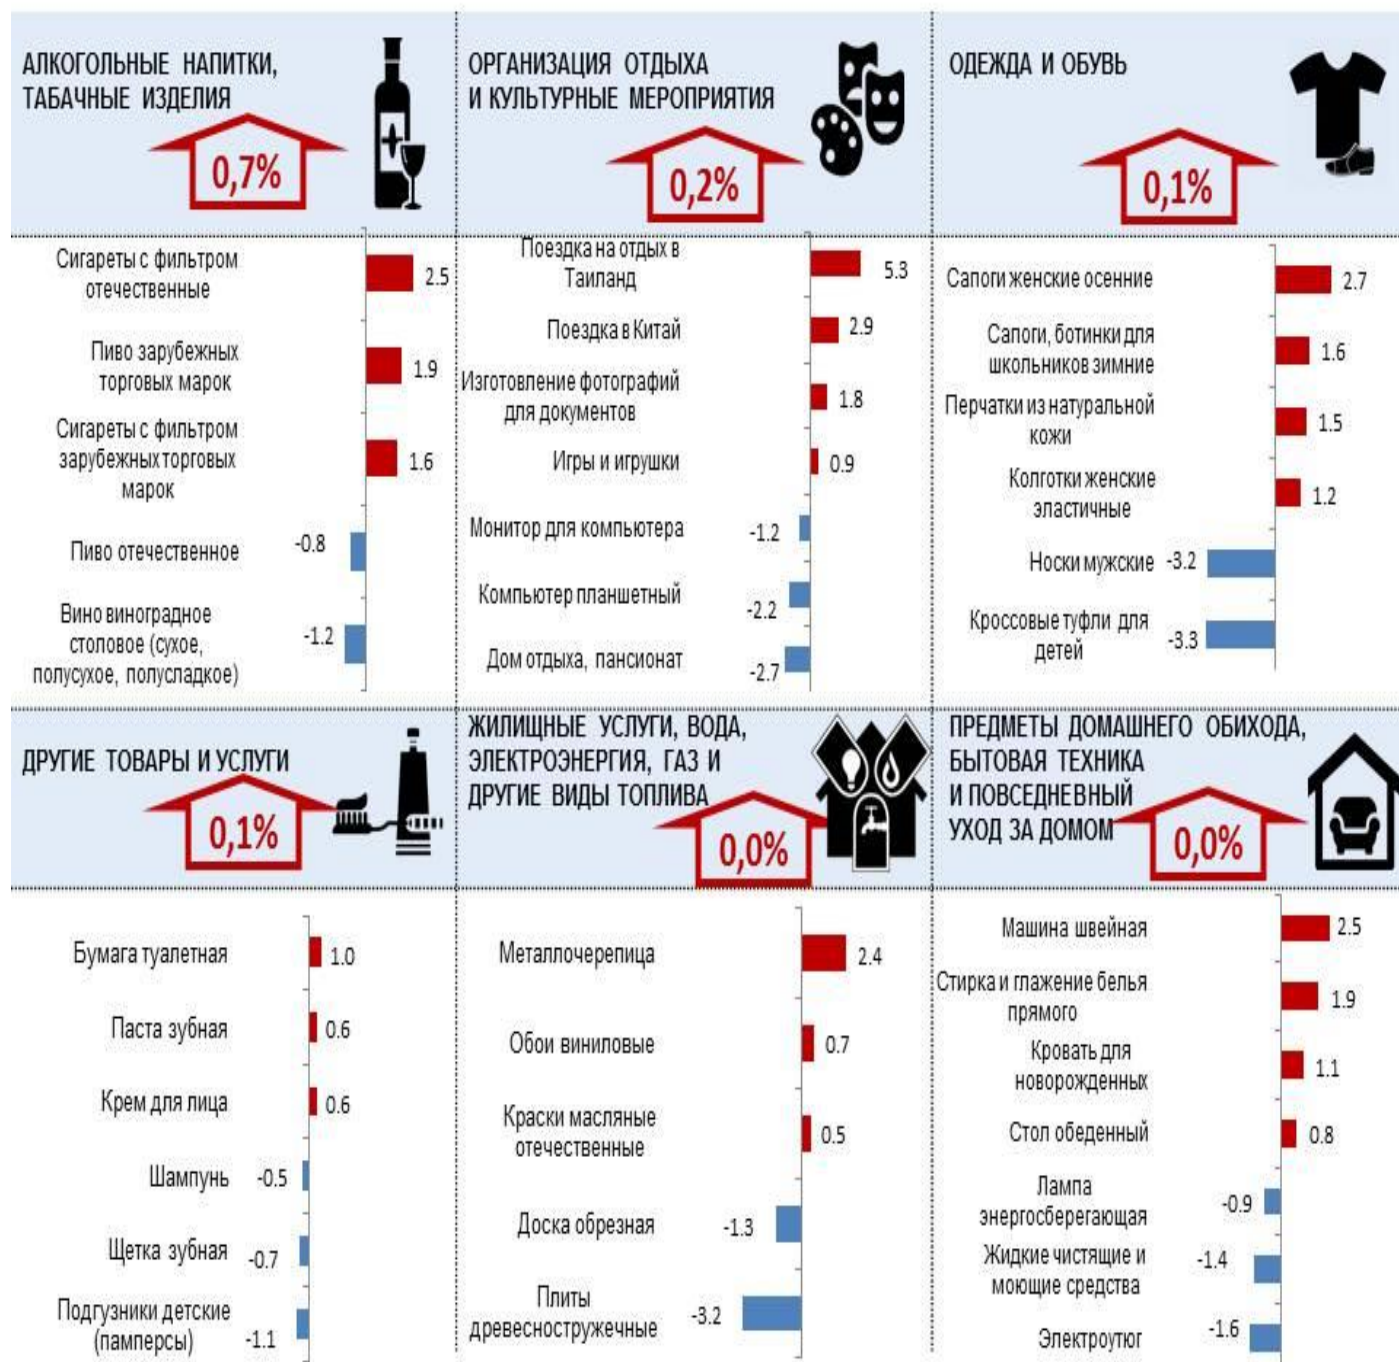 АЛКОГОЛЬНЫЕ НАПИТКИ,
ТАБАЧНЫЕ ИЗДЕЛИЯ
0,7%
Сигареты с фильтром
отечественные
2.5
Пиво зарубежных
торговых марок
1.9
Сигареты с фильтром
зарубежных торговых
марок
1.6
Пиво отечественное
-0.8
Вино виноградное
стоповое (сухое,
полусухое, полусладкое)
-1.2
ОРГАНИЗАЦИЯ ОТДЫХА
И КУЛЬТУРНЫЕ МЕРОПРИЯТИЯ
0,2%
Поездка на отдых в
Таиланд
5.3
Поездка в Китай
2.9
Изготовление фотографий
для документов
1.8
Игры и игрушки
0.9
Монитор для компьютера
-1.2
Компьютер планшетный
-2.2
Дом отдыха, пансионат
-2.7
ОДЕЖДА И ОБУВЬ
0,1%
Сапоги женские осенние
2.7
Сапоги, ботинки для
школьников зимние
1.6
Перчатки из натуральной
кожи
1.5
Колготки женские
эластичные
1.2
Носки мужские
-3.2
Кроссовые туфли для
детей
-3.3
ДРУГИЕ ТОВАРЫ И УСЛУГИ
0,1%
Бумага туалетная
1.0
Паста зубная
0.6
Крем для лица
0.6
Шампунь
-0.5
Щетка зубная
-0.7
Подгузники детские
(памперсы)
-1.1
ЖИЛИЩНЫЕ УСЛУГИ, ВОДА,
ЭЛЕКТРОЭНЕРГИЯ, ГАЗ И
ДРУГИЕ ВИДЫ ТОПЛИВА
0,0%
Металлочерепица
2.4
Обои виниловые
0.7
Краски масляные
отечественные
0.5
Доска обрезная
-1.3
Плиты
древесностружечные
-3.2
ПРЕДМЕТЫ ДОМАШНЕГО ОБИХОДА,
БЫТОВАЯ ТЕХНИКА
И ПОВСЕДНЕВНЫЙ
УХОД ЗА ДОМОМ
0,0%
Машина швейная
2.5
Стирка и глажение белья
прямого
1.9
Кровать для
новорожденных
1.1
Стол обеденный
0.8
Лампа
энергосберегающая
-0.9
Жидкие чистящие и
моющие средства
-1.4
Электроутюг
-1.6